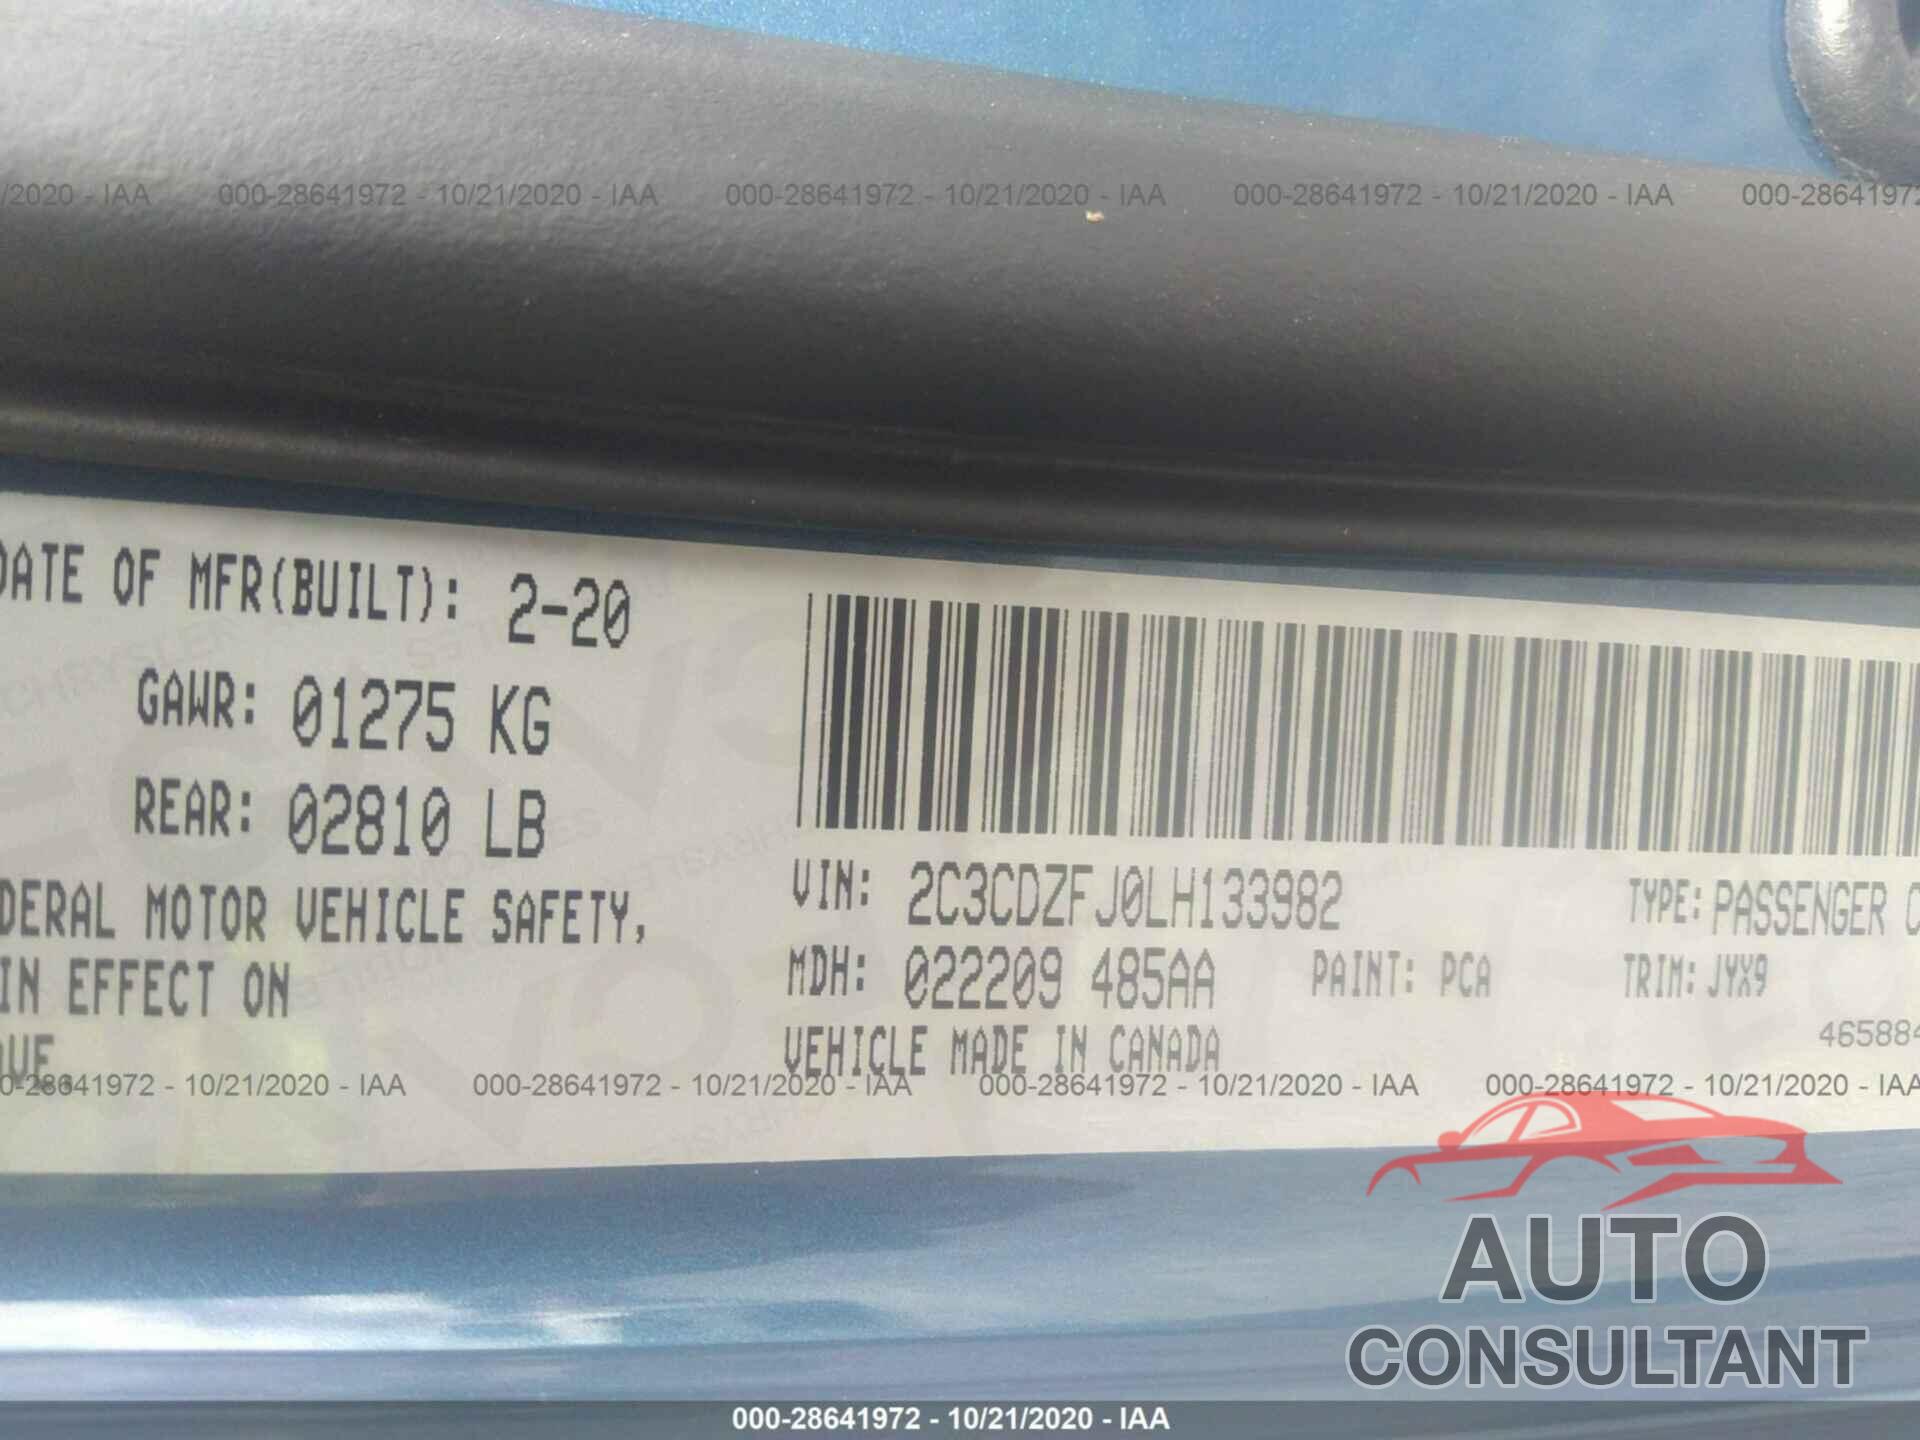 /2020 - IAA 000-28641972 - 10/21/2020 - IAA 000-28641972 - 10/21/2020 - IAA 000-28641972 - 10/21/2020 - IAA 000-28641972
DATE OF MFR(BUILT): 2-20
GAWR: 01275 KG
REAR: 02810 LB
DERAL MOTOR VEHICLE SAFETY,
IN EFFECT ON
OVE
VIN: 2C3CDZFJ0LH133982 TYPE: PASSENGER C
MDH: 022209 485AA PAINT: PCA TRIM: JYX9
VEHICLE MADE IN CANADA 465884
0-28641972 - 10/21/2020 - IAA 000-28641972 - 10/21/2020 - IAA 000-28641972 - 10/21/2020 - IAA 000-28641972 - 10/21/2020 - IAA
AUTO
CONSULTANT
000-28641972 - 10/21/2020 - IAA